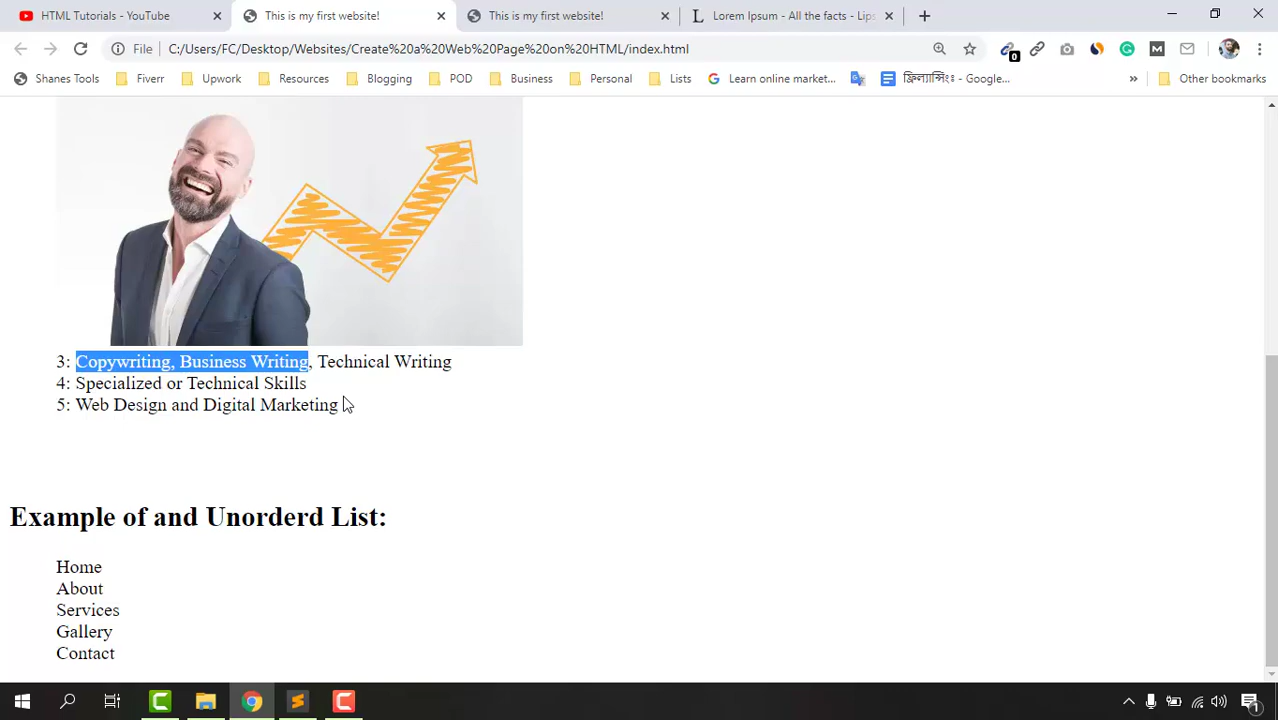 HTML Tutorials - YouTube
This is my first website!
This is my first website!
Lorem Ipsum - All the facts - Lips
File
C:/Users/FC/Desktop/Websites/Create%20a%20Web%20Page%20on%20HTML/index.html
0
Shanes Tools
Fiverr
Upwork
Resources
Blogging
POD
Business
Personal
Lists
Learn online market...
ফ্রিল্যান্সিং - Google...
Other bookmarks
3: Copywriting, Business Writing, Technical Writing
4: Specialized or Technical Skills
5: Web Design and Digital Marketing
Example of and Unorderd List:
Home
About
Services
Gallery
Contact
1